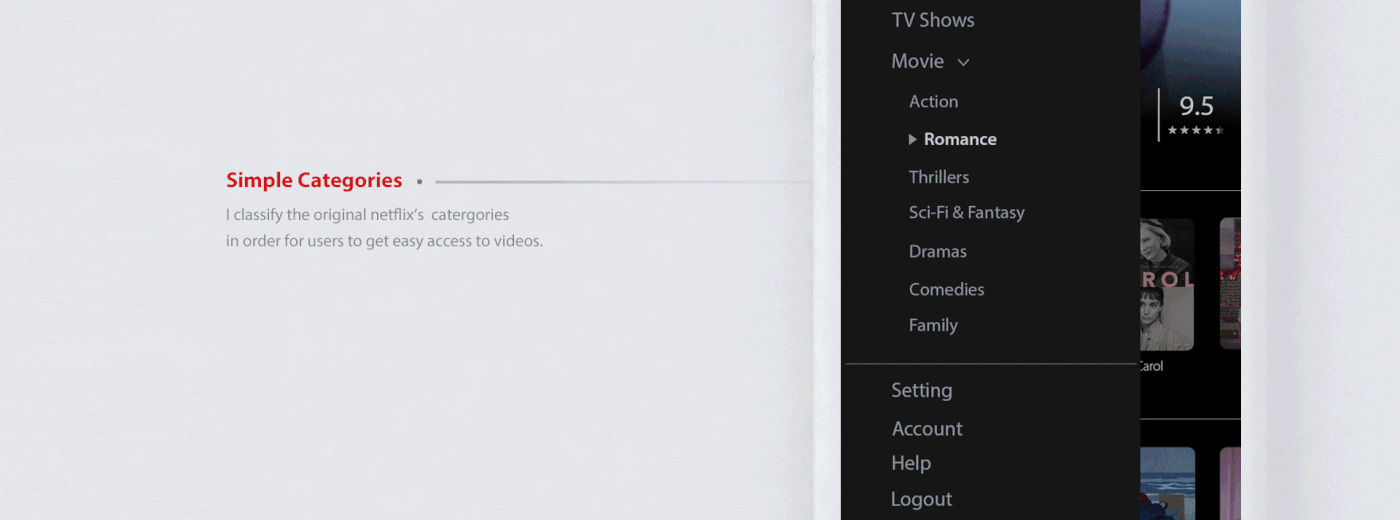 TV Shows
Movie
Action
Romance
Thrillers
Sci-Fi & Fantasy
Dramas
Comedies
Family
Setting
Account
Help
Logout
9.5
ROL
Carol
Simple Categories
I classify the original netflix's catergories
in order for users to get easy access to videos.